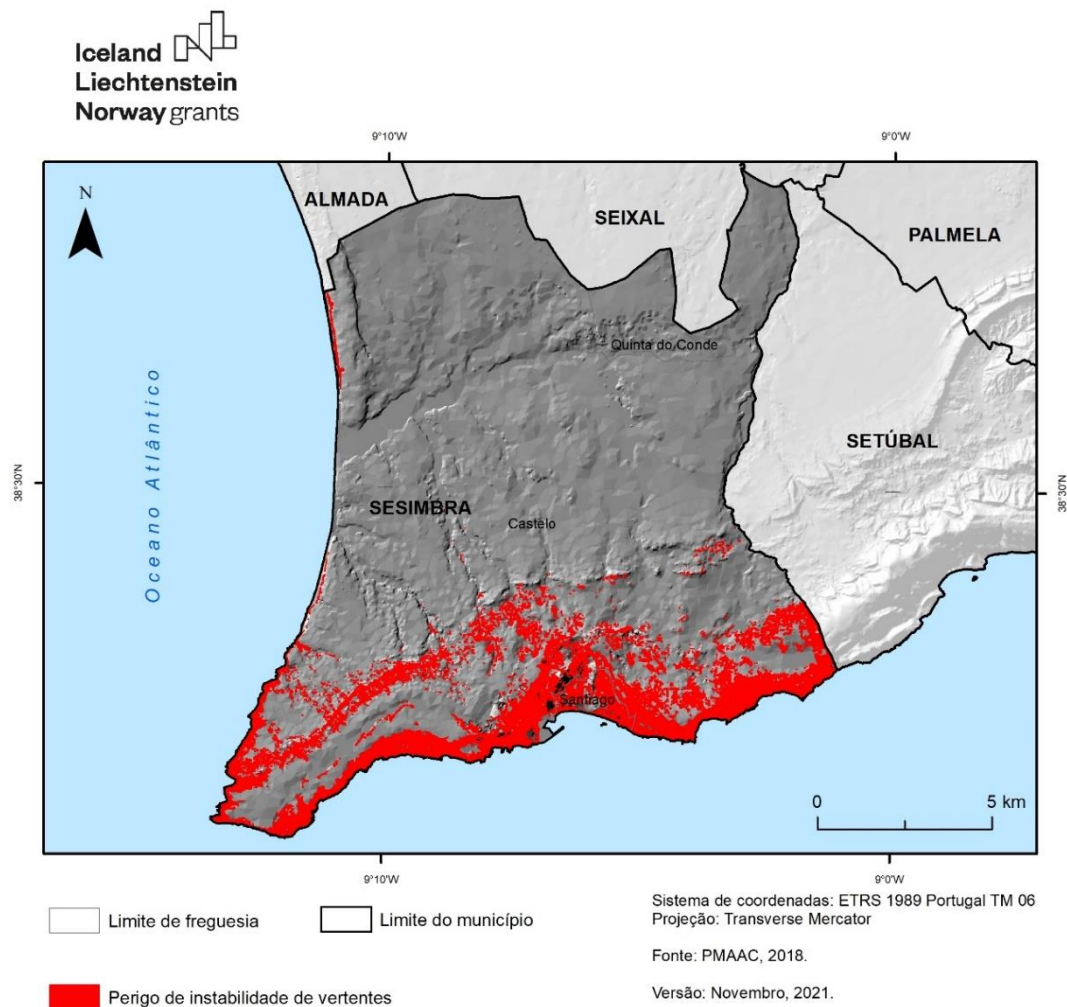 Iceland
Liechtenstein
Norway grants
9°10'W
9°0'W
N
ALMADA
SEIXAL
PALMELA
Quinta do Conde
Oceano Atlântico
SETÚBAL
38°30'N
38°30'N
SESIMBRA
Castelo
Santiago
0
5 km
9°10'W
9°0'W
Limite de freguesia
Limite do município
Perigo de instabilidade de vertentes
Sistema de coordenadas: ETRS 1989 Portugal TM 06
Projeção: Transverse Mercator
Fonte: PMAAC, 2018.
Versão: Novembro, 2021.